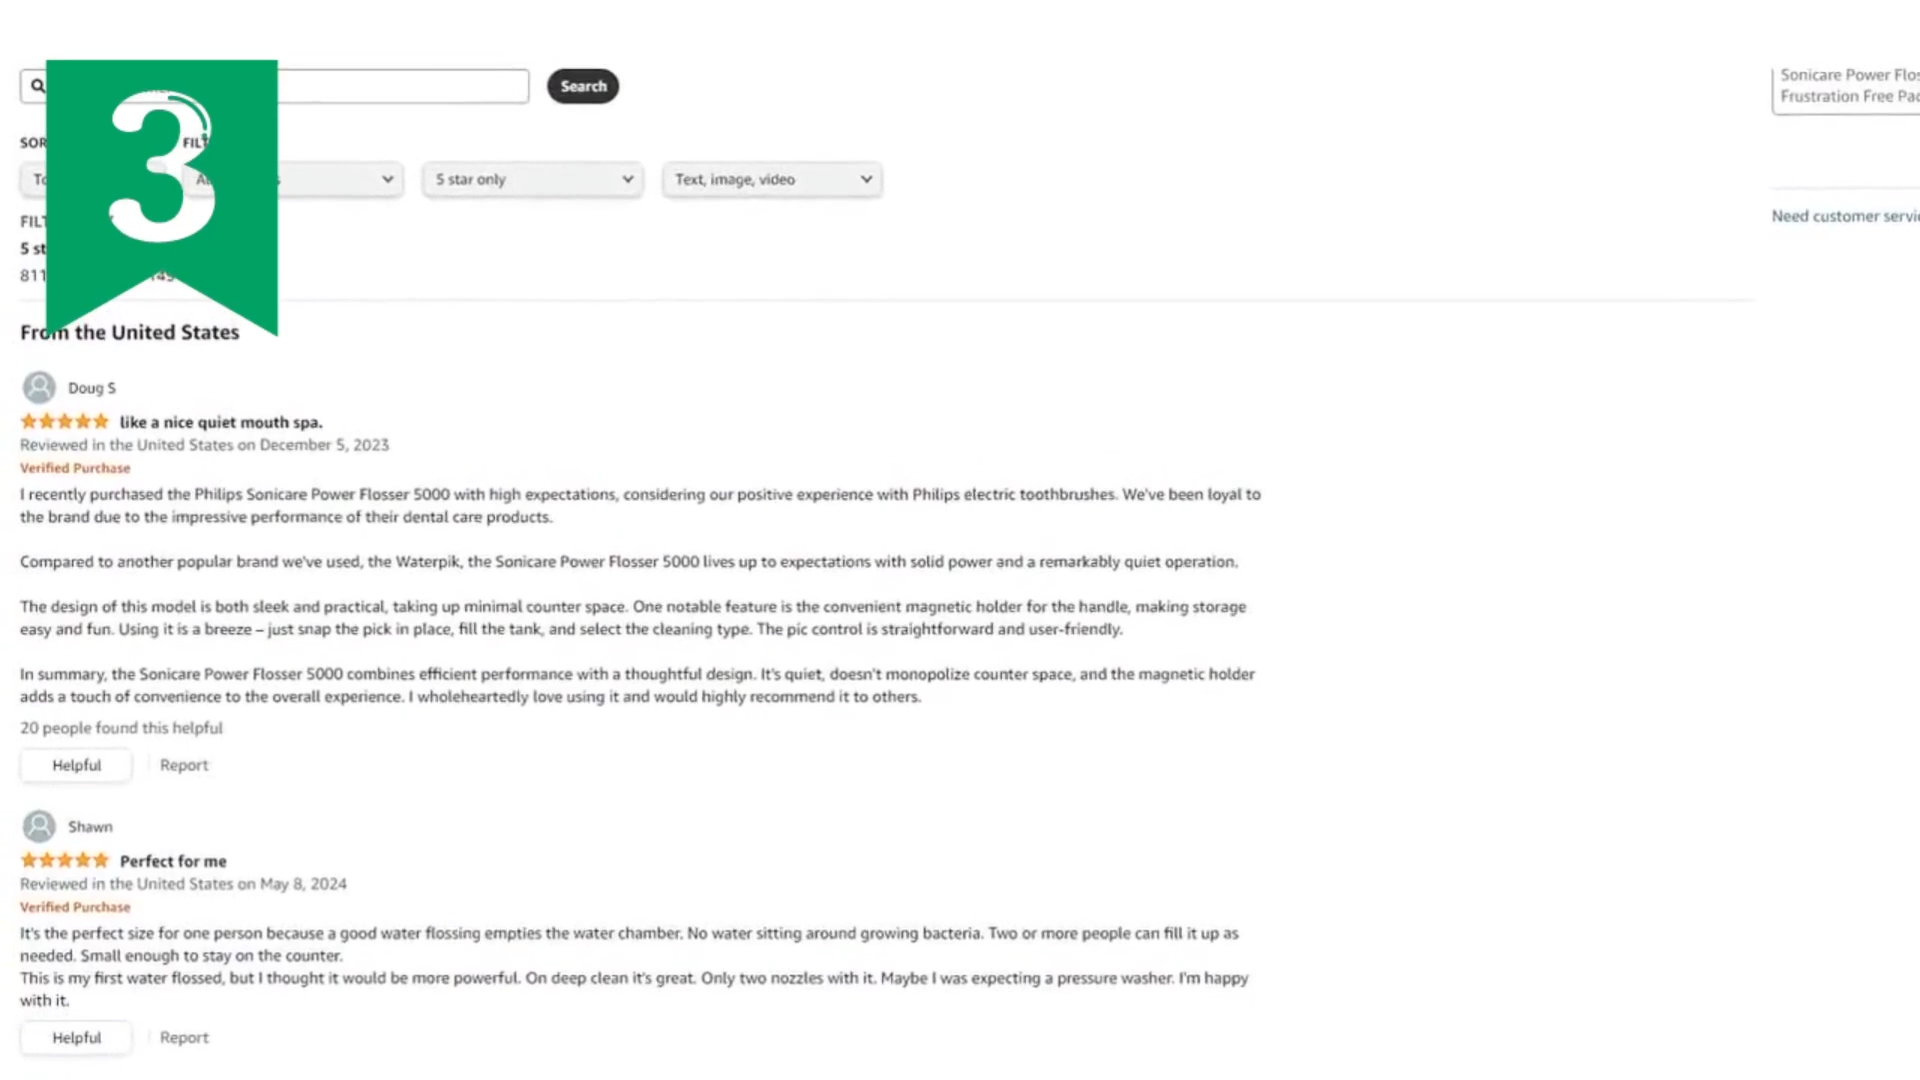 3
Search
5 star only
Text, image, video
811
From the United States
Doug S
like a nice quiet mouth spa.
Reviewed in the United States on December 5, 2023
Verified Purchase
I recently purchased the Philips Sonicare Power Flosser 5000 with high expectations, considering our positive experience with Philips electric toothbrushes. We've been loyal to
the brand due to the impressive performance of their dental care products.
Compared to another popular brand we've used, the Waterpik, the Sonicare Power Flosser 5000 lives up to expectations with solid power and a remarkably quiet operation.
The design of this model is both sleek and practical, taking up minimal counter space. One notable feature is the convenient magnetic holder for the handle, making storage
easy and fun. Using it is a breeze – just snap the pick in place, fill the tank, and select the cleaning type. The pic control is straightforward and user-friendly.
In summary, the Sonicare Power Flosser 5000 combines efficient performance with a thoughtful design. It's quiet, doesn't monopolize counter space, and the magnetic holder
adds a touch of convenience to the overall experience. I wholeheartedly love using it and would highly recommend it to others.
20 people found this helpful
Helpful
Report
Shawn
Perfect for me
Reviewed in the United States on May 8, 2024
Verified Purchase
It's the perfect size for one person because a good water flossing empties the water chamber. No water sitting around growing bacteria. Two or more people can fill it up as
needed. Small enough to stay on the counter.
This is my first water flossed, but I thought it would be more powerful. On deep clean it's great. Only two nozzles with it. Maybe I was expecting a pressure washer. I'm happy
with it.
Helpful
Report
Sonicare Power Flos
Frustration Free Pac
Need customer servi